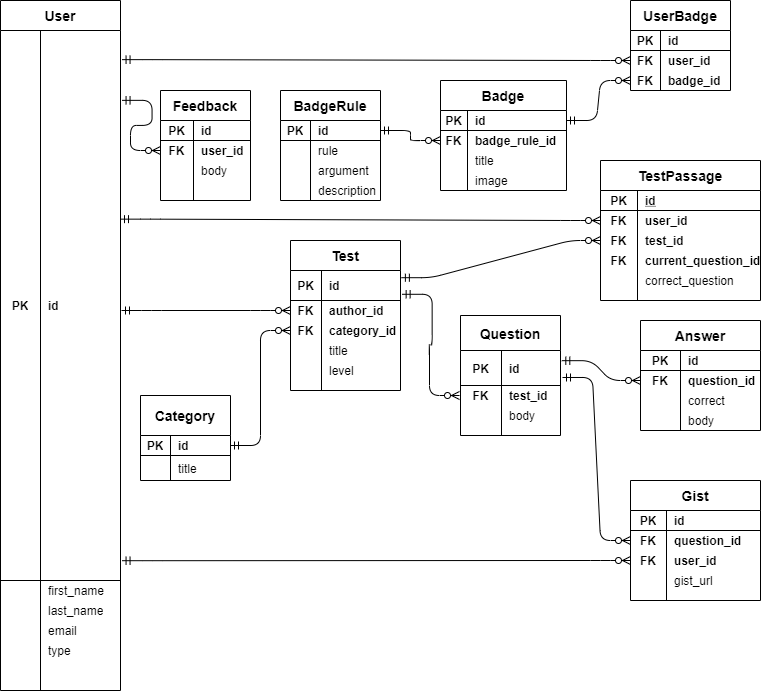 User
PK id
first_name
last_name
email
type
UserBadge
PK id
FK user_id
FK badge_id
Feedback
PK id
FK user_id
body
BadgeRule
PK id
rule
argument
description
Badge
PK id
FK badge_rule_id
title
image
TestPassage
PK id
FK user_id
FK test_id
FK current_question_id
correct_question
Test
PK id
FK author_id
FK category_id
title
level
Question
PK id
FK test_id
body
Answer
PK id
FK question_id
correct
body
Category
PK id
title
Gist
PK id
FK question_id
FK user_id
gist_url